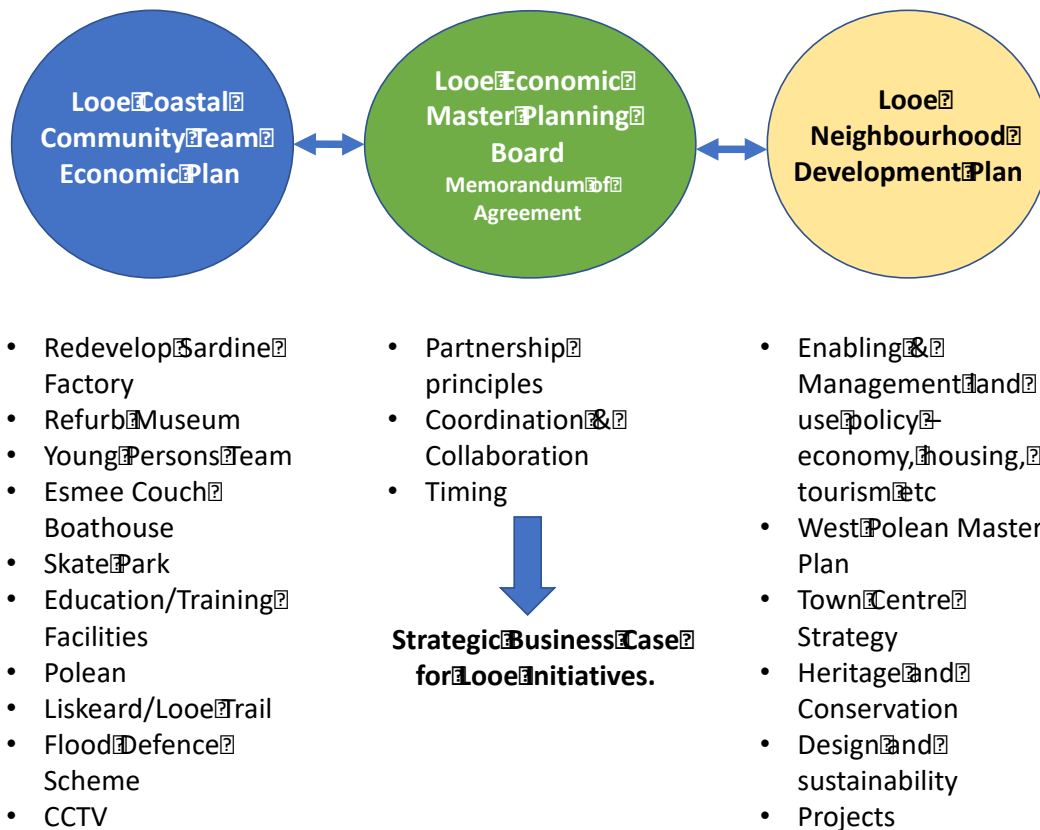 Looe Coastal
Community Team
Economic Plan
Looe Economic
Master Planning
Board
Memorandum of
Agreement
Looe
Neighbourhood
Development Plan
• Redevelop Sardine
Factory
• Refurb Museum
• Young Persons Team
• Esmee Couch
Boathouse
• Skate Park
• Education/Training
Facilities
• Polean
• Liskeard/Looe Trail
• Flood Defence
Scheme
• CCTV
• Partnership
principles
• Coordination &
Collaboration
• Timing
Strategic Business Case
for Looe Initiatives.
• Enabling &
Management land
use policy –
economy, housing,
tourism etc
• West Polean Master
Plan
• Town Centre
Strategy
• Heritage and
Conservation
• Design and
sustainability
• Projects